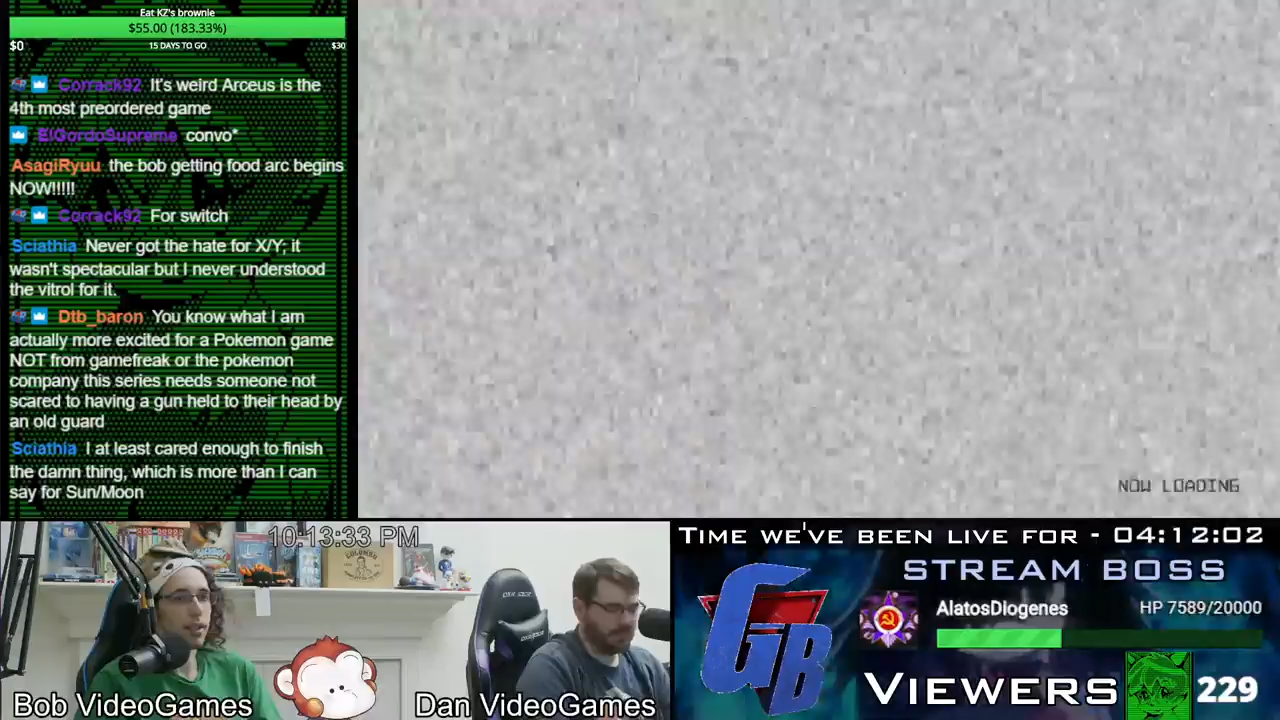 Eat KZ's brownie
$55.00 (183.33%)
$0 15 DAYS TO GO $30
Corrack92 It's weird Arceus is the
4th most preordered game
ElGordoSupreme convo*
AsagiRyuu the bob getting food arc begins
NOW!!!!!
Corrack92 For switch
Sciathia Never got the hate for X/Y; it
wasn't spectacular but I never understood
the vitrol for it.
Dtb_baron You know what I am
actually more excited for a Pokemon game
NOT from gamefreak or the pokemon
company this series needs someone not
scared to having a gun held to their head by
an old guard
Sciathia I at least cared enough to finish
the damn thing, which is more than I can
say for Sun/Moon
NOW LOADING
10:13:33 PM
Bob VideoGames
Dan VideoGames
TIME WE'VE BEEN LIVE FOR - 04:12:02
STREAM BOSS
AlatosDIogenes HP 7589/20000
GB
VIEWERS 229